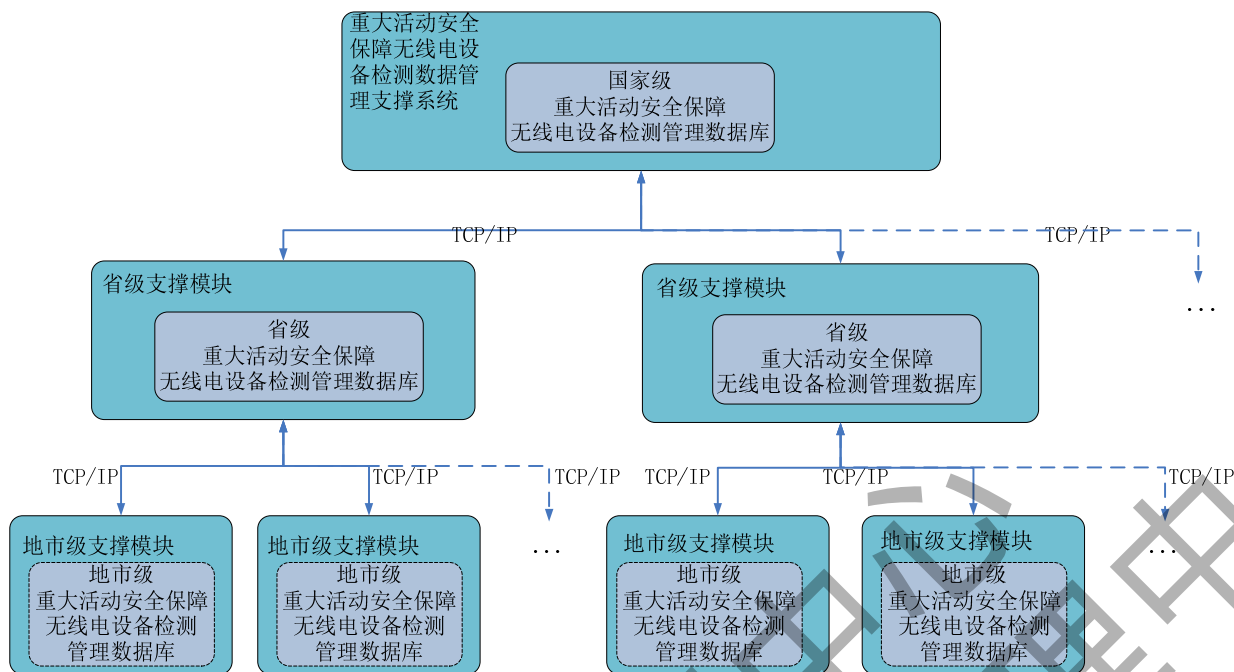 重大活动安全
保障无线电设
备检测数据管
理支撑系统
国家级
重大活动安全保障
无线电设备检测管理数据库
TCP/IP
TCP/IP
省级支撑模块
省级
重大活动安全保障
无线电设备检测管理数据库
省级支撑模块
省级
重大活动安全保障
无线电设备检测管理数据库
...
TCP/IP
TCP/IP
TCP/IP
TCP/IP
TCP/IP
TCP/IP
地市级支撑模块
地市级
重大活动安全保障
无线电设备检测
管理数据库
地市级支撑模块
地市级
重大活动安全保障
无线电设备检测
管理数据库
...
地市级支撑模块
地市级
重大活动安全保障
无线电设备检测
管理数据库
地市级支撑模块
地市级
重大活动安全保障
无线电设备检测
管理数据库
...
中心
理中